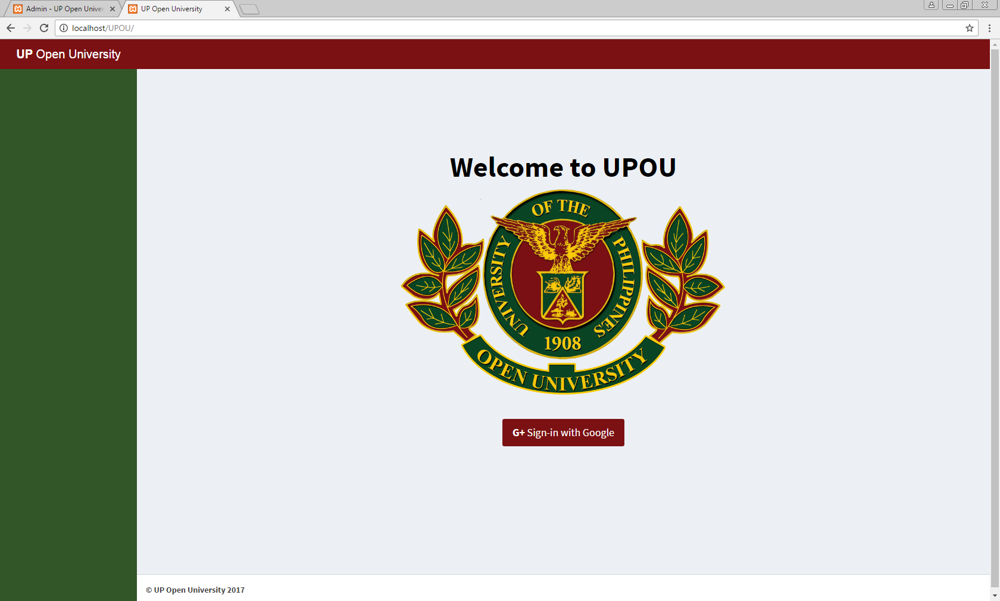 Admin - UP Open Univer
UP Open University
localhost/UPOU/
UP Open University
Welcome to UPOU
UNIVERSITY OF THE PHILIPPINES
1908
OPEN UNIVERSITY
G+ Sign-in with Google
© UP Open University 2017